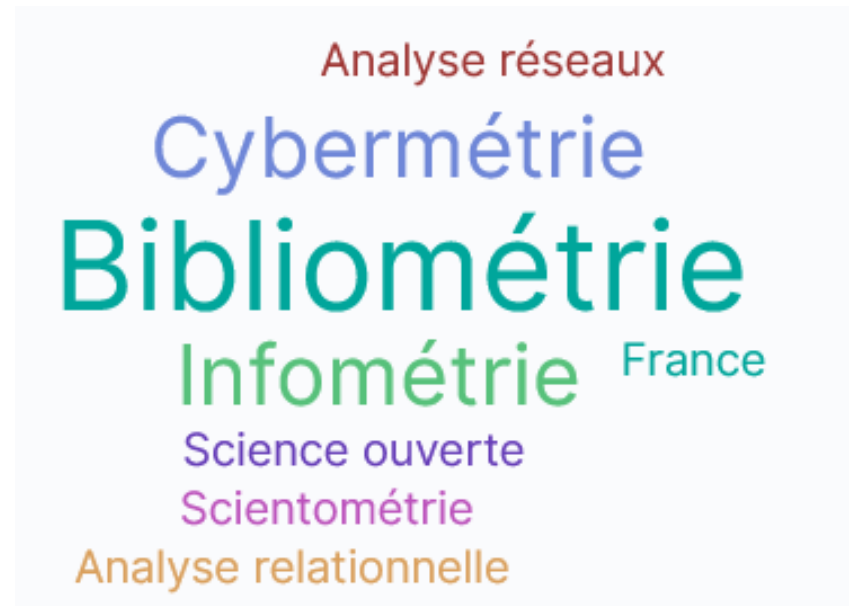 Analyse réseaux
Cybermétrie
Bibliométrie
Infométrie
France
Science ouverte
Scientométrie
Analyse relationnelle